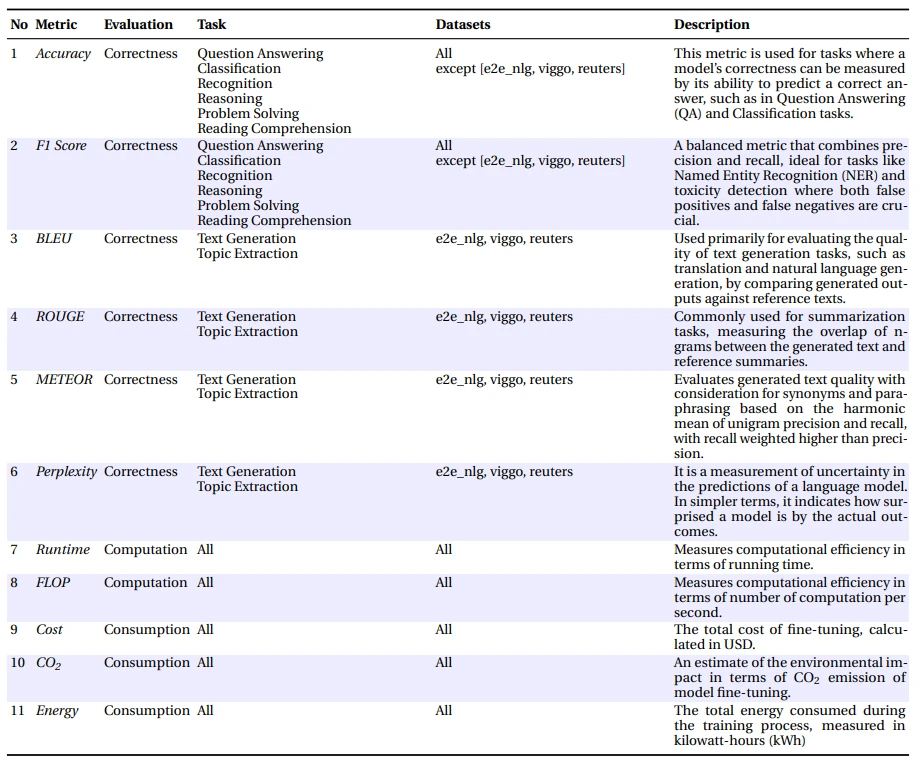 No Metric Evaluation Task Datasets Description
1 Accuracy Correctness Question Answering All This metric is used for tasks where a
Classification except [e2e_nlg, viggo, reuters] model's correctness can be measured
Recognition by its ability to predict a correct an-
Reasoning swer, such as in Question Answering
Problem Solving (QA) and Classification tasks.
Reading Comprehension
2 F1 Score Correctness Question Answering All A balanced metric that combines pre-
Classification except [e2e_nlg, viggo, reuters] cision and recall, ideal for tasks like
Recognition Named Entity Recognition (NER) and
Reasoning toxicity detection where both false
Problem Solving positives and false negatives are cru-
Reading Comprehension cial.
3 BLEU Correctness Text Generation e2e_nlg, viggo, reuters Used primarily for evaluating the qual-
Topic Extraction ity of text generation tasks, such as
translation and natural language gen-
eration, by comparing generated out-
puts against reference texts.
4 ROUGE Correctness Text Generation e2e_nlg, viggo, reuters Commonly used for summarization
Topic Extraction tasks, measuring the overlap of n-
grams between the generated text and
reference summaries.
5 METEOR Correctness Text Generation e2e_nlg, viggo, reuters Evaluates generated text quality with
Topic Extraction consideration for synonyms and para-
phrasing based on the harmonic
mean of unigram precision and recall,
with recall weighted higher than preci-
sion.
6 Perplexity Correctness Text Generation e2e_nlg, viggo, reuters It is a measurement of uncertainty in
Topic Extraction the predictions of a language model.
In simpler terms, it indicates how sur-
prised a model is by the actual out-
comes.
7 Runtime Computation All All Measures computational efficiency in
terms of running time.
8 FLOP Computation All All Measures computational efficiency in
terms of number of computation per
second.
9 Cost Consumption All All The total cost of fine-tuning, calcu-
lated in USD.
10 CO₂ Consumption All All An estimate of the environmental im-
pact in terms of CO₂ emission of
model fine-tuning.
11 Energy Consumption All All The total energy consumed during
the training process, measured in
kilowatt-hours (kWh)